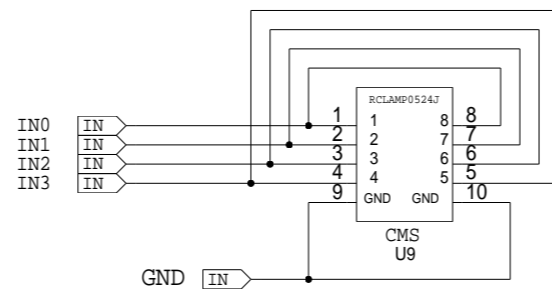 RCLAMP0524J
IN0 IN 1 1 8 8
IN1 IN 2 2 7 7
IN2 IN 3 3 6 6
IN3 IN 4 4 5 5
9 GND GND 10
CMS
U9
GND IN